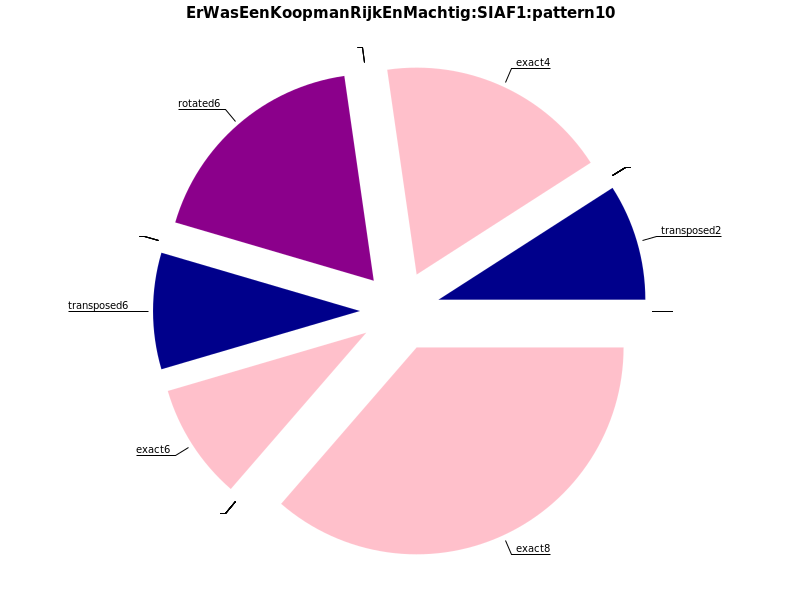 ErWasEenKoopmanRijkEnMachtig:SIAF1:pattern10
exact4
rotated6
transposed2
transposed6
exact6
exact8